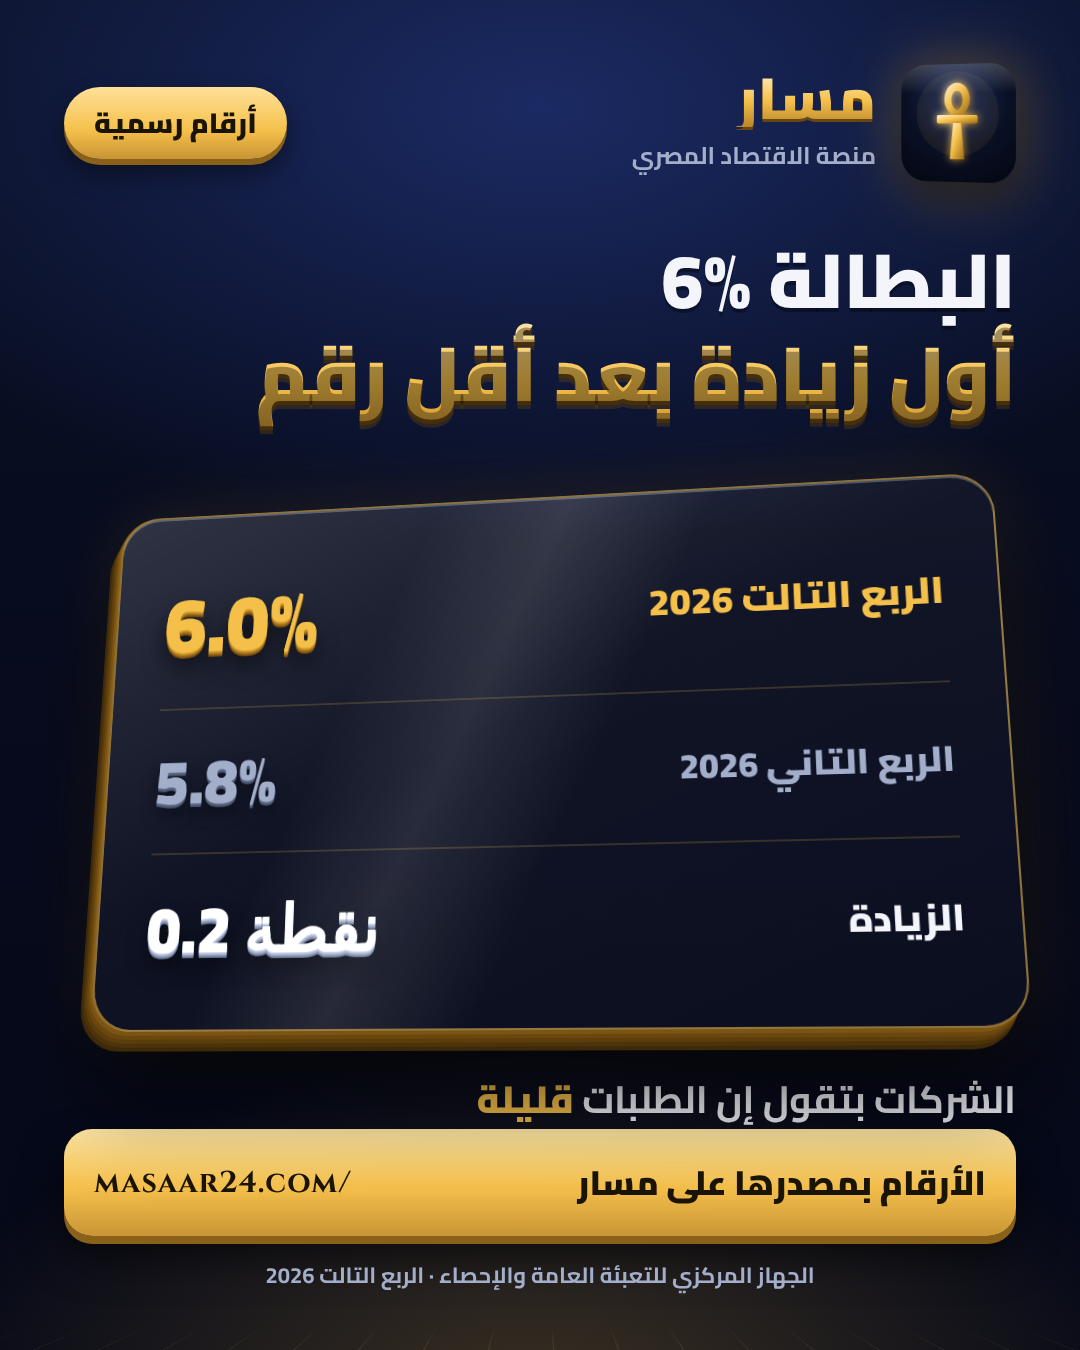 مسار
منصة الاقتصاد المصري
أرقام رسمية
البطالة 6%
أول زيادة بعد أقل رقم
الربع التالت 2026
6.0%
الربع التاني 2026
5.8%
الزيادة
0.2 نقطة
الشركات بتقول إن الطلبات قليلة
الأرقام بمصدرها على مسار
MASAAR24.COM/
الجهاز المركزي للتعبئة العامة والإحصاء · الربع التالت 2026